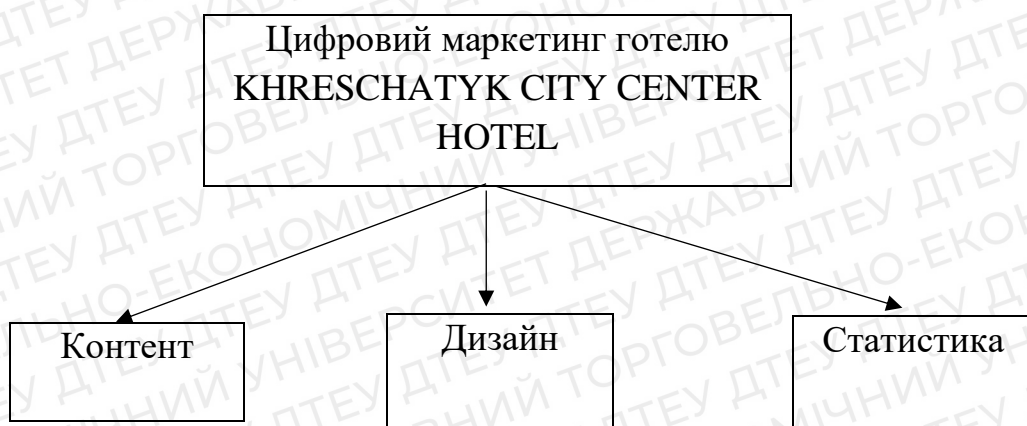 Цифровий маркетинг готелю
KHRESCHATYK CITY CENTER
HOTEL
Контент
Дизайн
Статистика